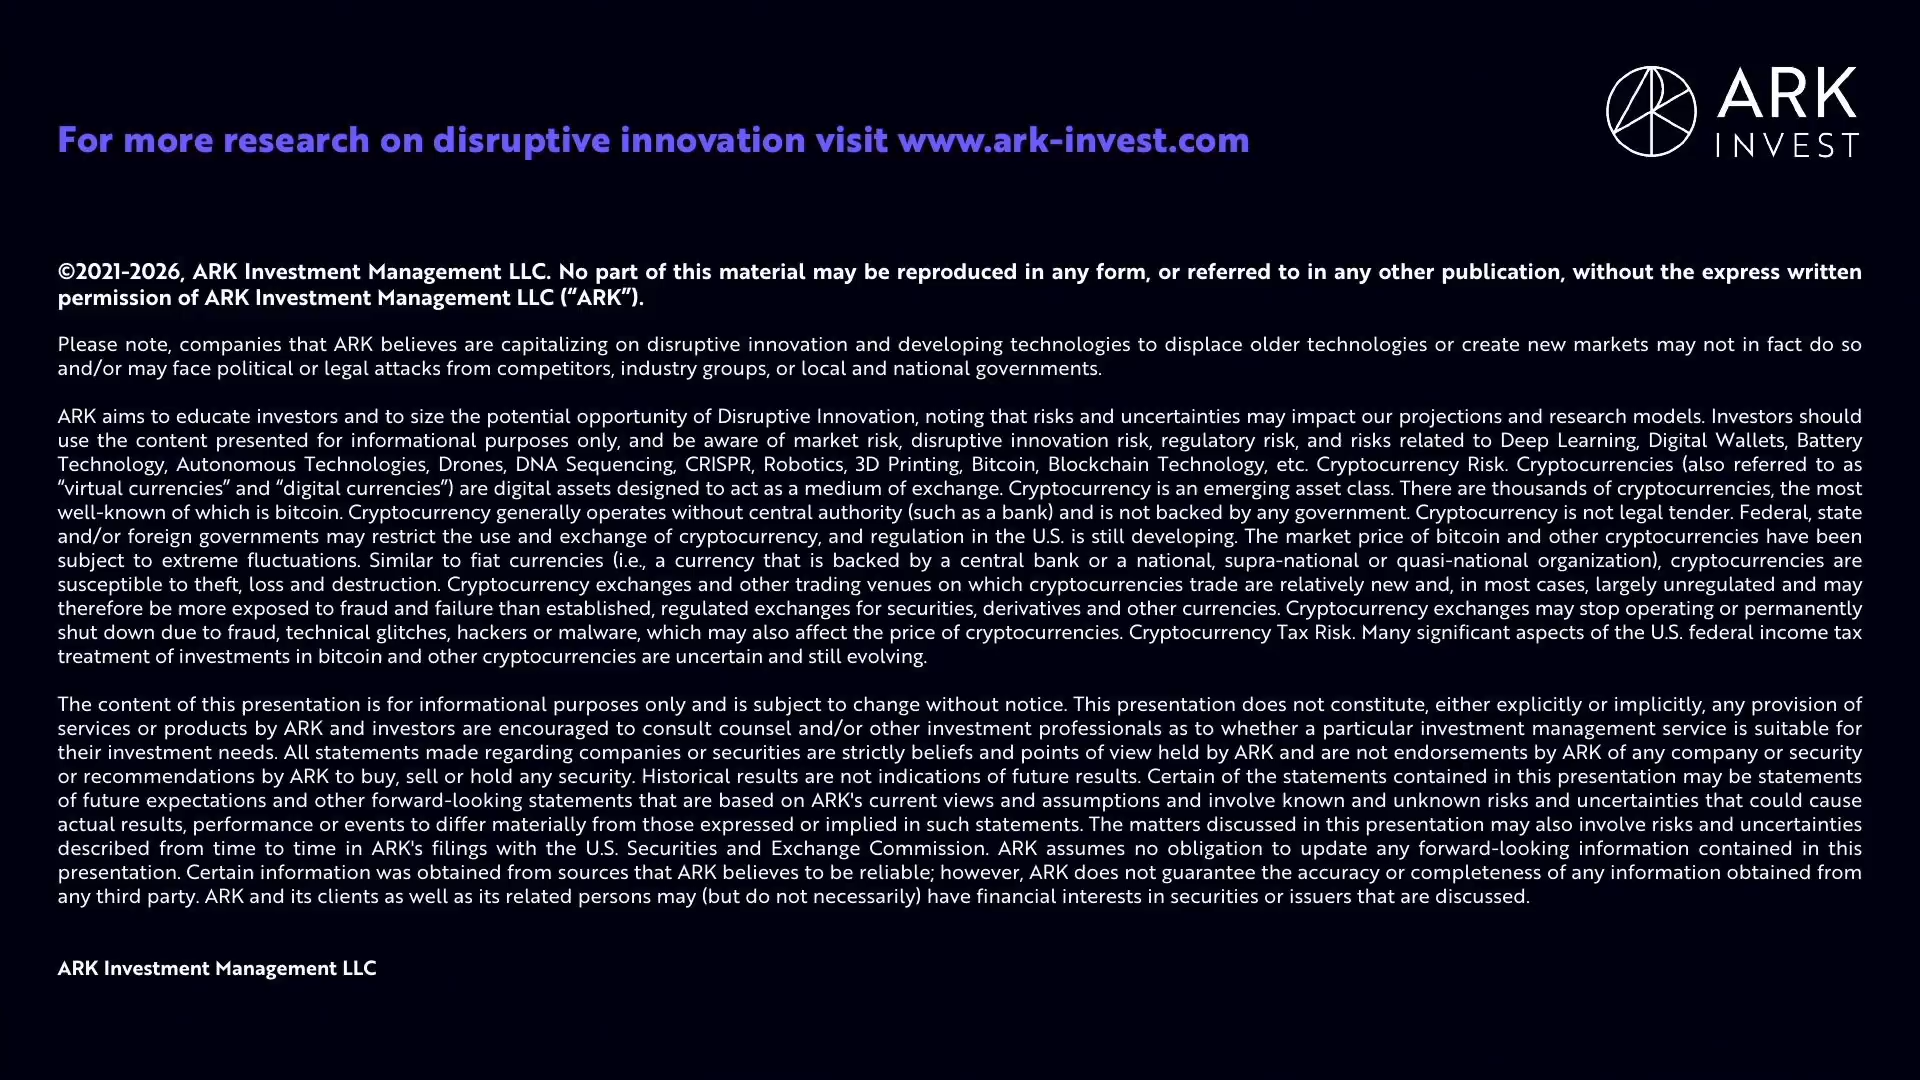 For more research on disruptive innovation visit www.ark-invest.com
ARK
INVEST
©2021-2026, ARK Investment Management LLC. No part of this material may be reproduced in any form, or referred to in any other publication, without the express written
permission of ARK Investment Management LLC (“ARK”).
Please note, companies that ARK believes are capitalizing on disruptive innovation and developing technologies to displace older technologies or create new markets may not in fact do so
and/or may face political or legal attacks from competitors, industry groups, or local and national governments.
ARK aims to educate investors and to size the potential opportunity of Disruptive Innovation, noting that risks and uncertainties may impact our projections and research models. Investors should
use the content presented for informational purposes only, and be aware of market risk, disruptive innovation risk, regulatory risk, and risks related to Deep Learning, Digital Wallets, Battery
Technology, Autonomous Technologies, Drones, DNA Sequencing, CRISPR, Robotics, 3D Printing, Bitcoin, Blockchain Technology, etc. Cryptocurrency Risk. Cryptocurrencies (also referred to as
“virtual currencies” and “digital currencies”) are digital assets designed to act as a medium of exchange. Cryptocurrency is an emerging asset class. There are thousands of cryptocurrencies, the most
well-known of which is bitcoin. Cryptocurrency generally operates without central authority (such as a bank) and is not backed by any government. Cryptocurrency is not legal tender. Federal, state
and/or foreign governments may restrict the use and exchange of cryptocurrency, and regulation in the U.S. is still developing. The market price of bitcoin and other cryptocurrencies have been
subject to extreme fluctuations. Similar to fiat currencies (i.e., a currency that is backed by a central bank or a national, supra-national or quasi-national organization), cryptocurrencies are
susceptible to theft, loss and destruction. Cryptocurrency exchanges and other trading venues on which cryptocurrencies trade are relatively new and, in most cases, largely unregulated and may
therefore be more exposed to fraud and failure than established, regulated exchanges for securities, derivatives and other currencies. Cryptocurrency exchanges may stop operating or permanently
shut down due to fraud, technical glitches, hackers or malware, which may also affect the price of cryptocurrencies. Cryptocurrency Tax Risk. Many significant aspects of the U.S. federal income tax
treatment of investments in bitcoin and other cryptocurrencies are uncertain and still evolving.
The content of this presentation is for informational purposes only and is subject to change without notice. This presentation does not constitute, either explicitly or implicitly, any provision of
services or products by ARK and investors are encouraged to consult counsel and/or other investment professionals as to whether a particular investment management service is suitable for
their investment needs. All statements made regarding companies or securities are strictly beliefs and points of view held by ARK and are not endorsements by ARK of any company or security
or recommendations by ARK to buy, sell or hold any security. Historical results are not indications of future results. Certain of the statements contained in this presentation may be statements
of future expectations and other forward-looking statements that are based on ARK's current views and assumptions and involve known and unknown risks and uncertainties that could cause
actual results, performance or events to differ materially from those expressed or implied in such statements. The matters discussed in this presentation may also involve risks and uncertainties
described from time to time in ARK's filings with the U.S. Securities and Exchange Commission. ARK assumes no obligation to update any forward-looking information contained in this
presentation. Certain information was obtained from sources that ARK believes to be reliable; however, ARK does not guarantee the accuracy or completeness of any information obtained from
any third party. ARK and its clients as well as its related persons may (but do not necessarily) have financial interests in securities or issuers that are discussed.
ARK Investment Management LLC